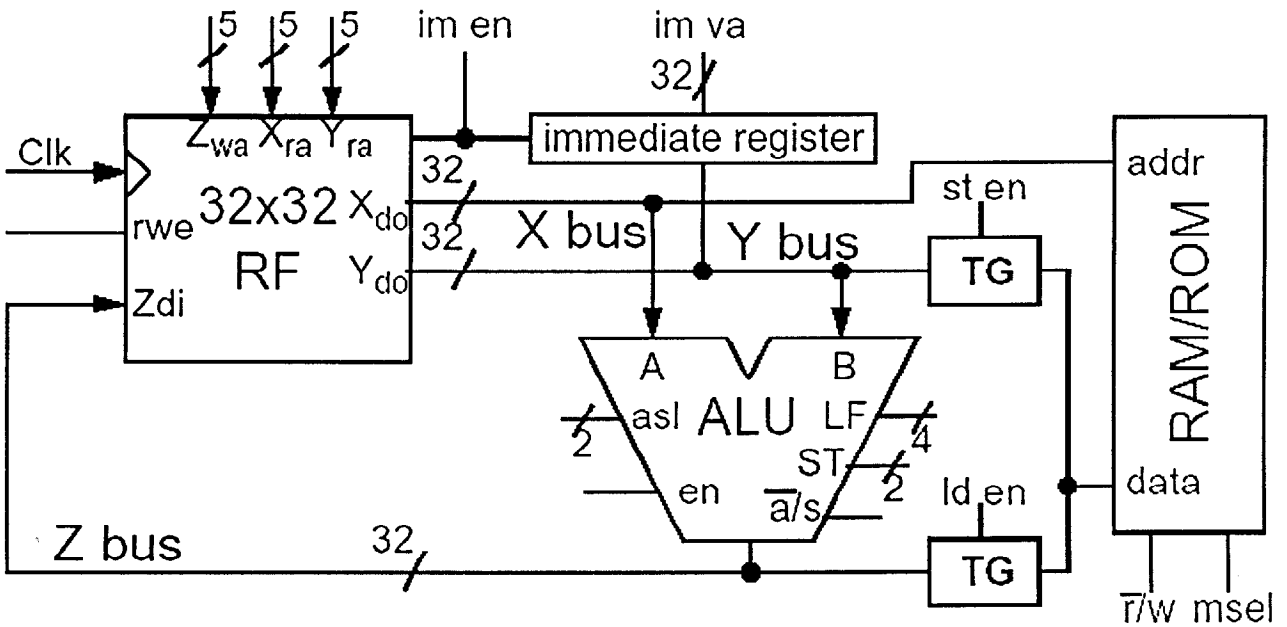 5 5 5 im en im va
32
Zwa Xra Yra immediate register
Clk 32 addr
32x32 Xdo st en
rwe 32 X bus Y bus
RF Ydo TG
Zdi RAM/ROM
A B
asl ALU LF
2 4
ST
2
en a̅/s ld en data
Z bus 32
TG
r̅/w msel